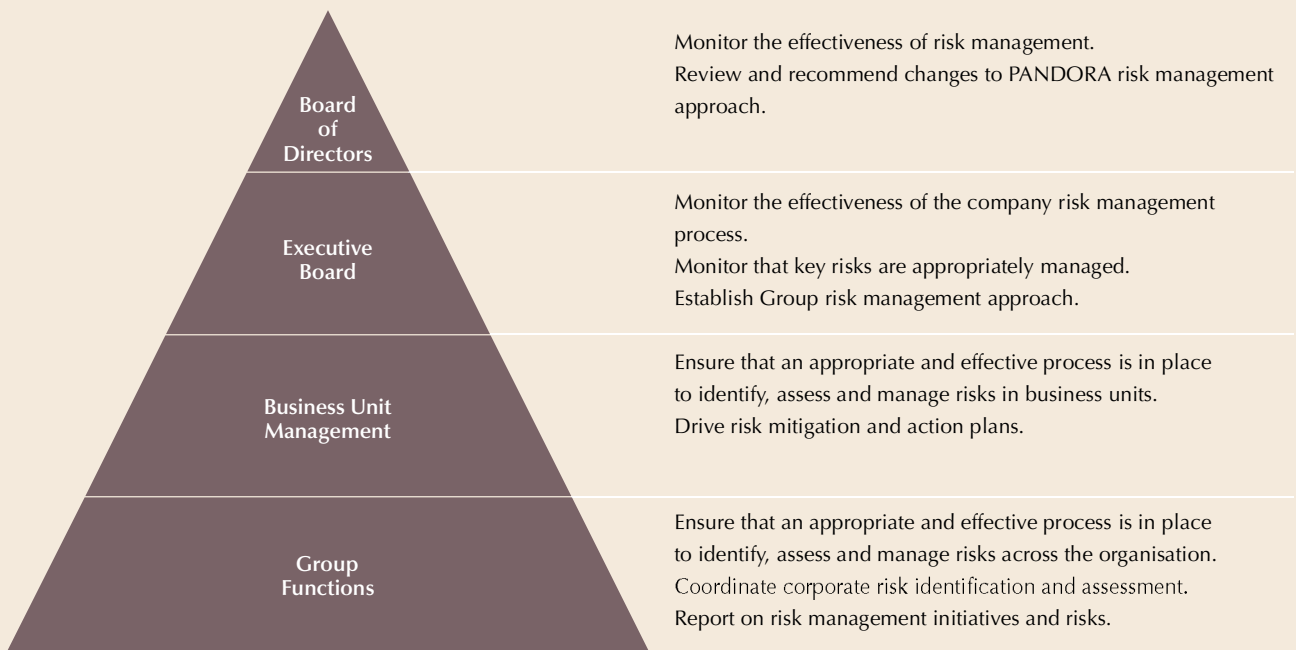 Board
of
Directors
Monitor the effectiveness of risk management.
Review and recommend changes to PANDORA risk management
approach.
Executive
Board
Monitor the effectiveness of the company risk management
process.
Monitor that key risks are appropriately managed.
Establish Group risk management approach.
Business Unit
Management
Ensure that an appropriate and effective process is in place
to identify, assess and manage risks in business units.
Drive risk mitigation and action plans.
Group
Functions
Ensure that an appropriate and effective process is in place
to identify, assess and manage risks across the organisation.
Coordinate corporate risk identification and assessment.
Report on risk management initiatives and risks.